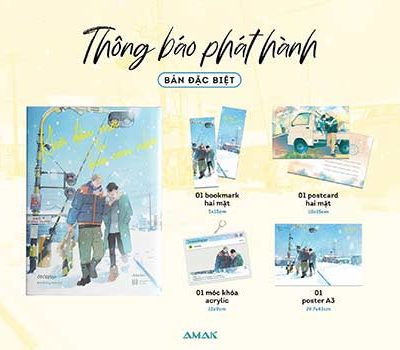 Thông báo phát hành
BẢN ĐẶC BIỆT
01 bookmark
hai mặt
5x15cm
01 postcard
hai mặt
10x15cm
01 móc khóa
acrylic
12x9cm
01
poster A3
29.7x42cm
AMAK